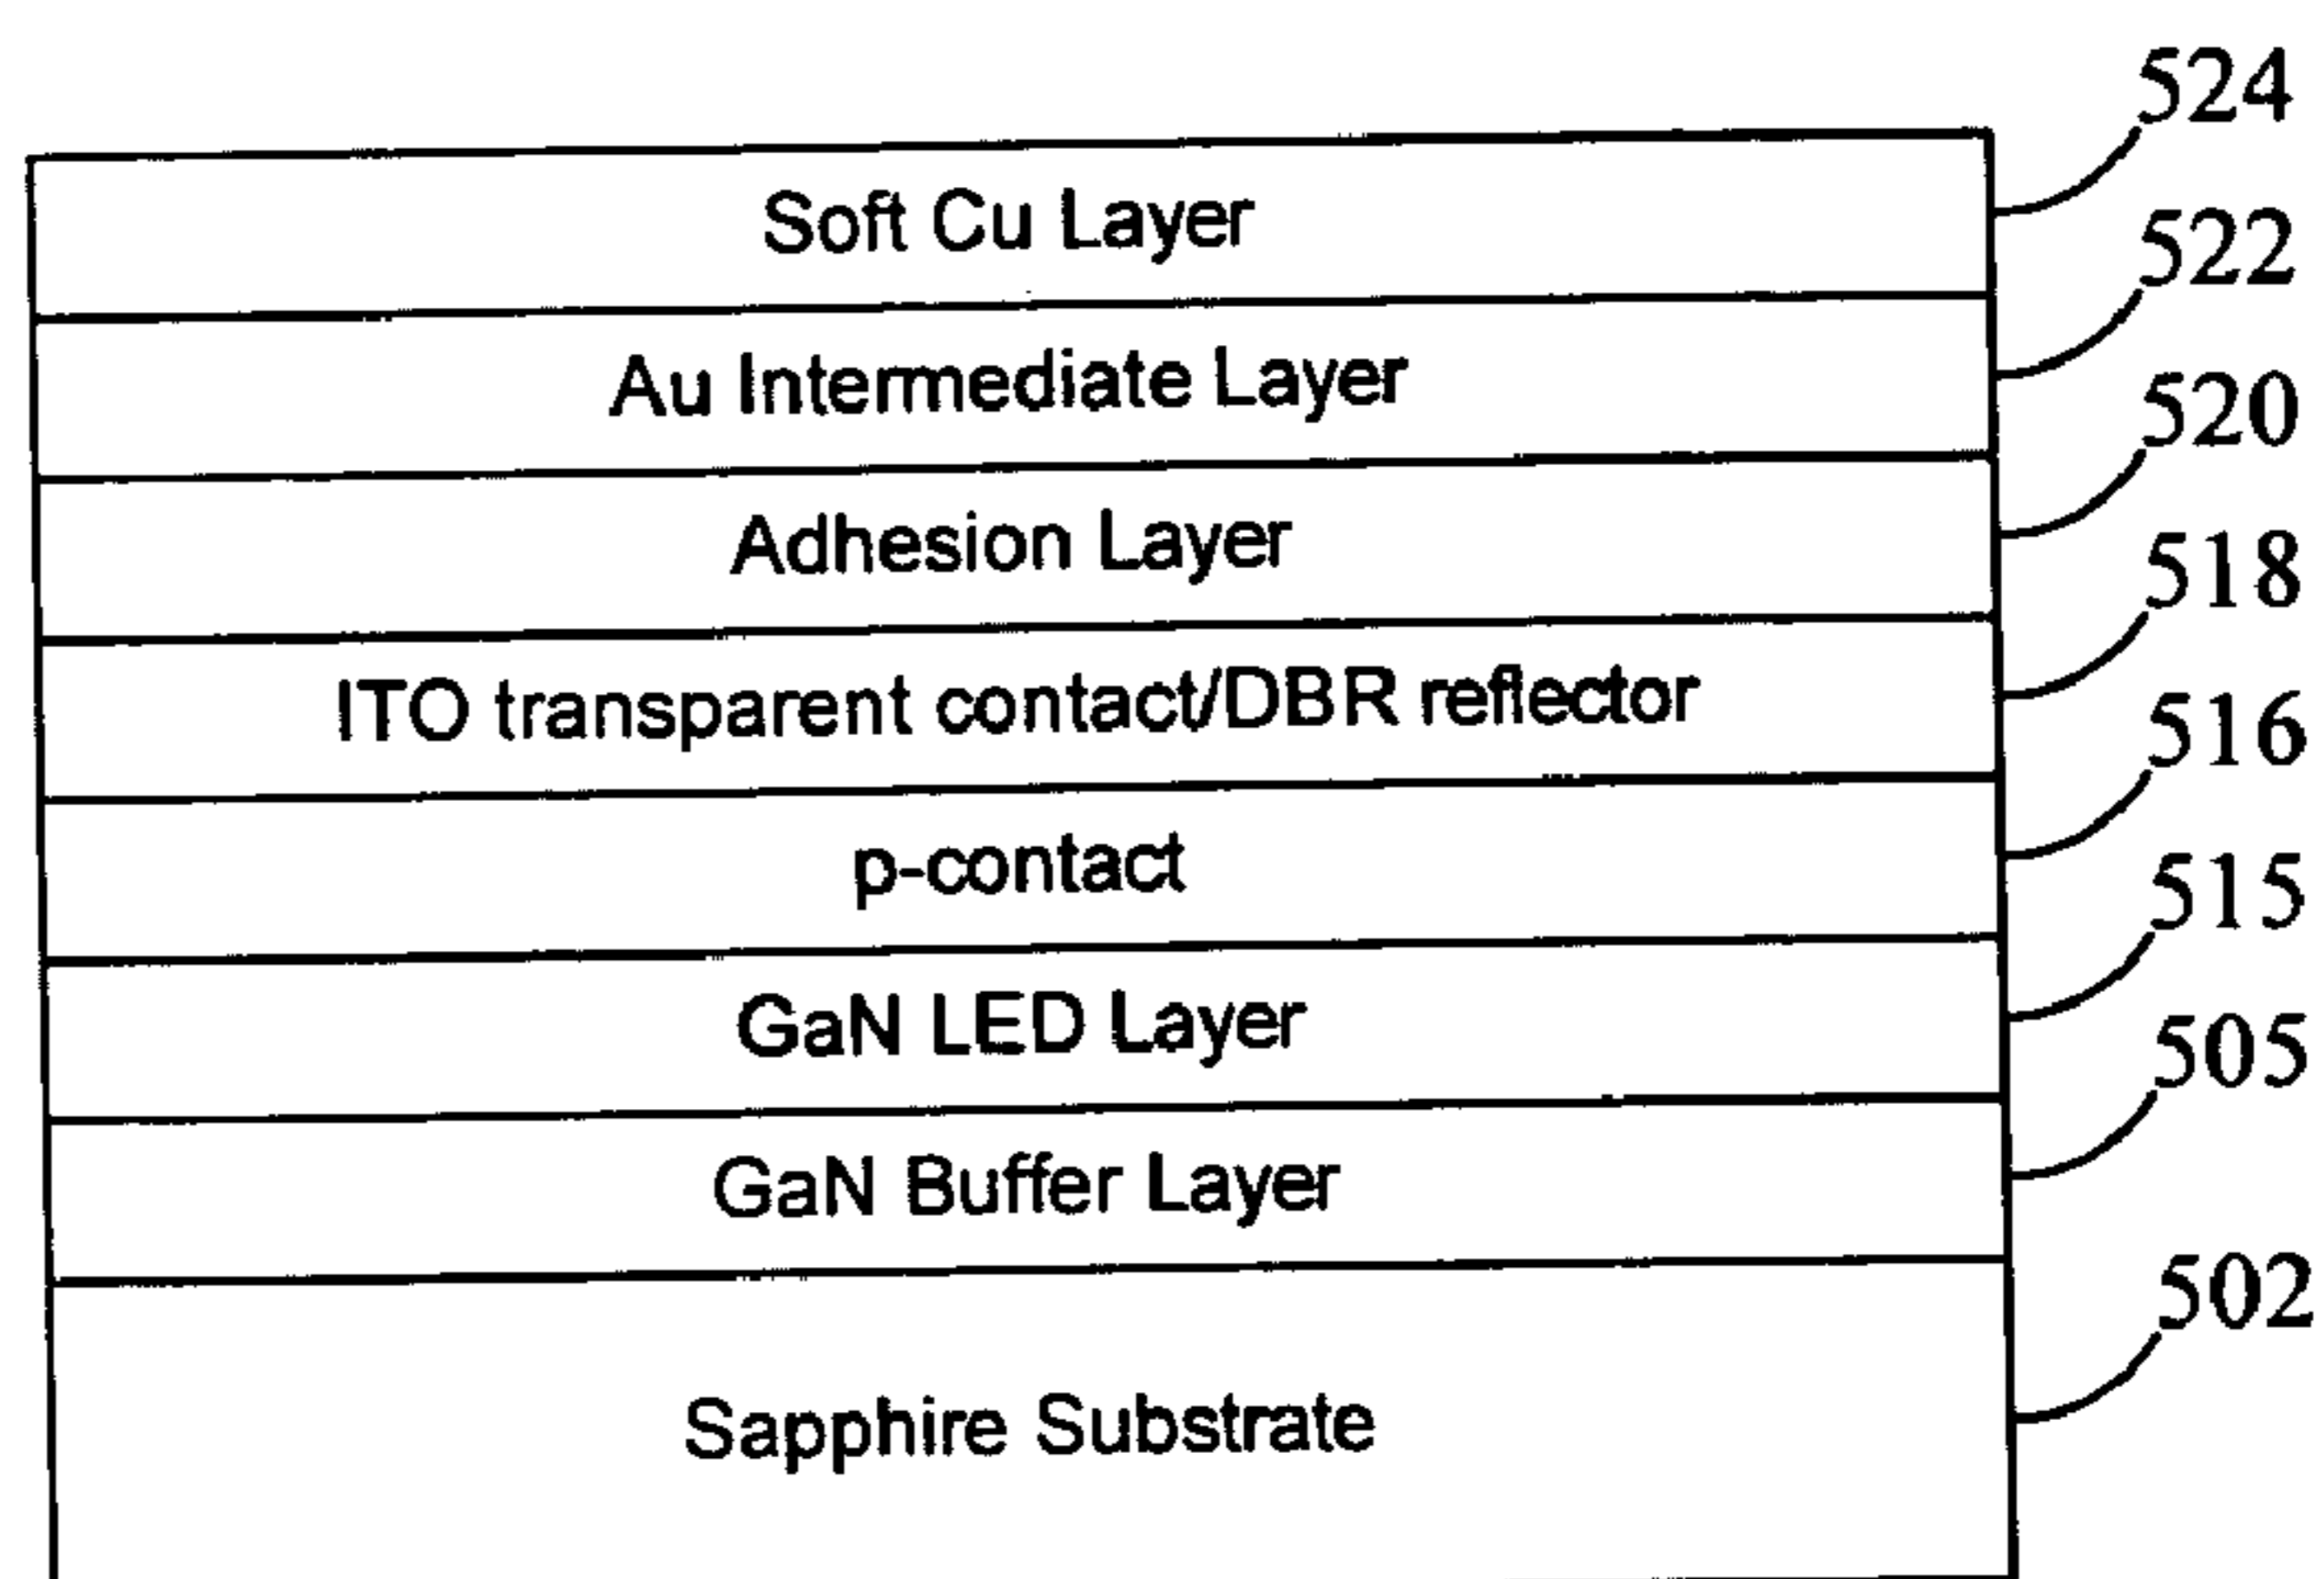 524
Soft Cu Layer
522
Au Intermediate Layer
520
Adhesion Layer
518
ITO transparent contact/DBR reflector
516
p-contact
515
GaN LED Layer
505
GaN Buffer Layer
502
Sapphire Substrate